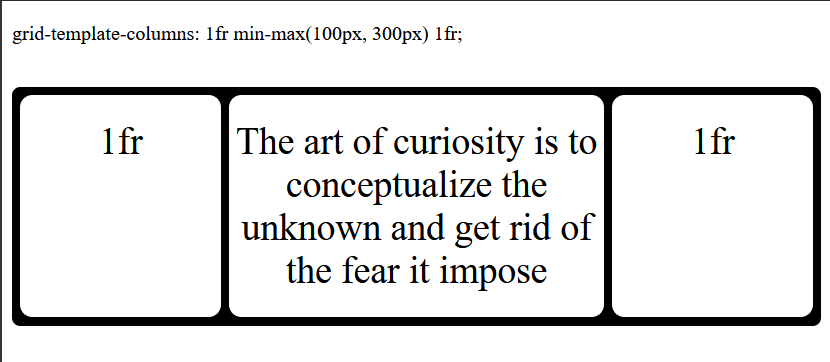 grid-template-columns: 1fr min-max(100px, 300px) 1fr;
1fr
The art of curiosity is to
conceptualize the
unknown and get rid of
the fear it impose
1fr